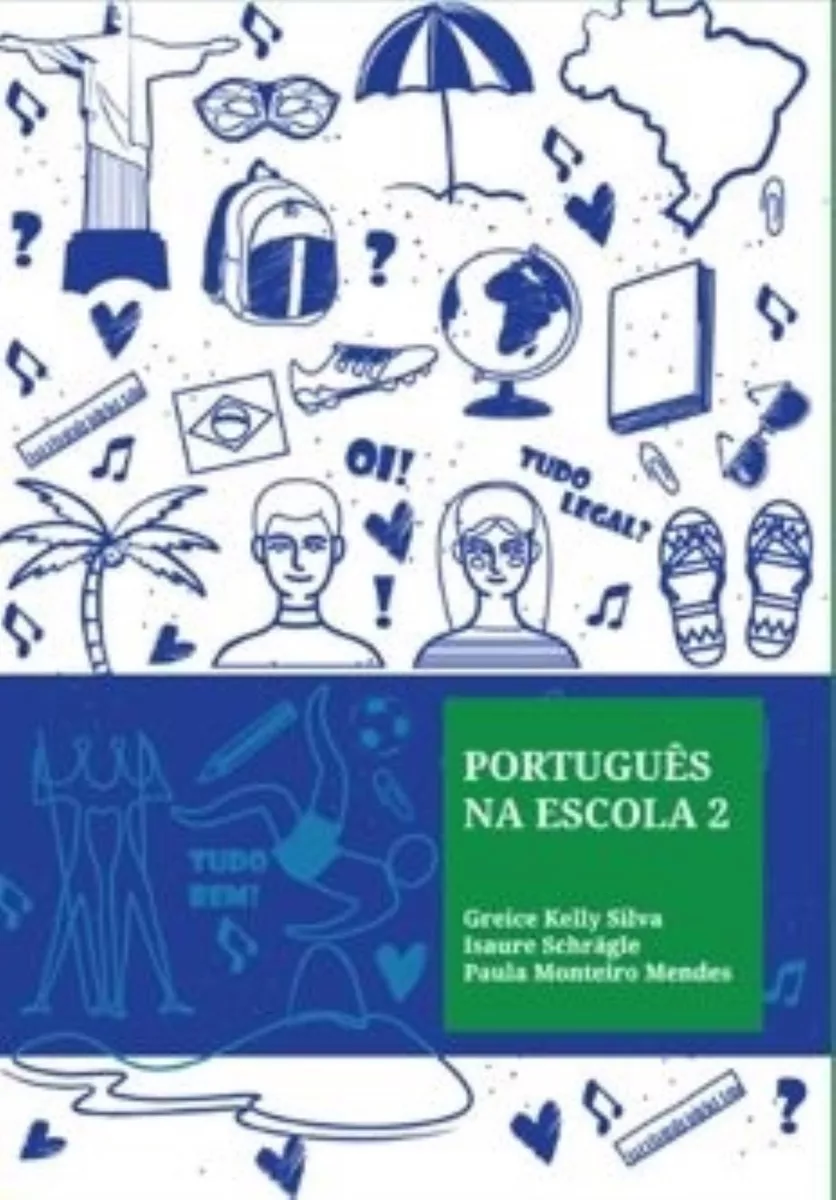 OI!
TUDO
LEGAL?
TUDO
BEM!
PORTUGUÊS
NA ESCOLA 2
Greice Kelly Silva
Isaure Schrägle
Paula Monteiro Mendes